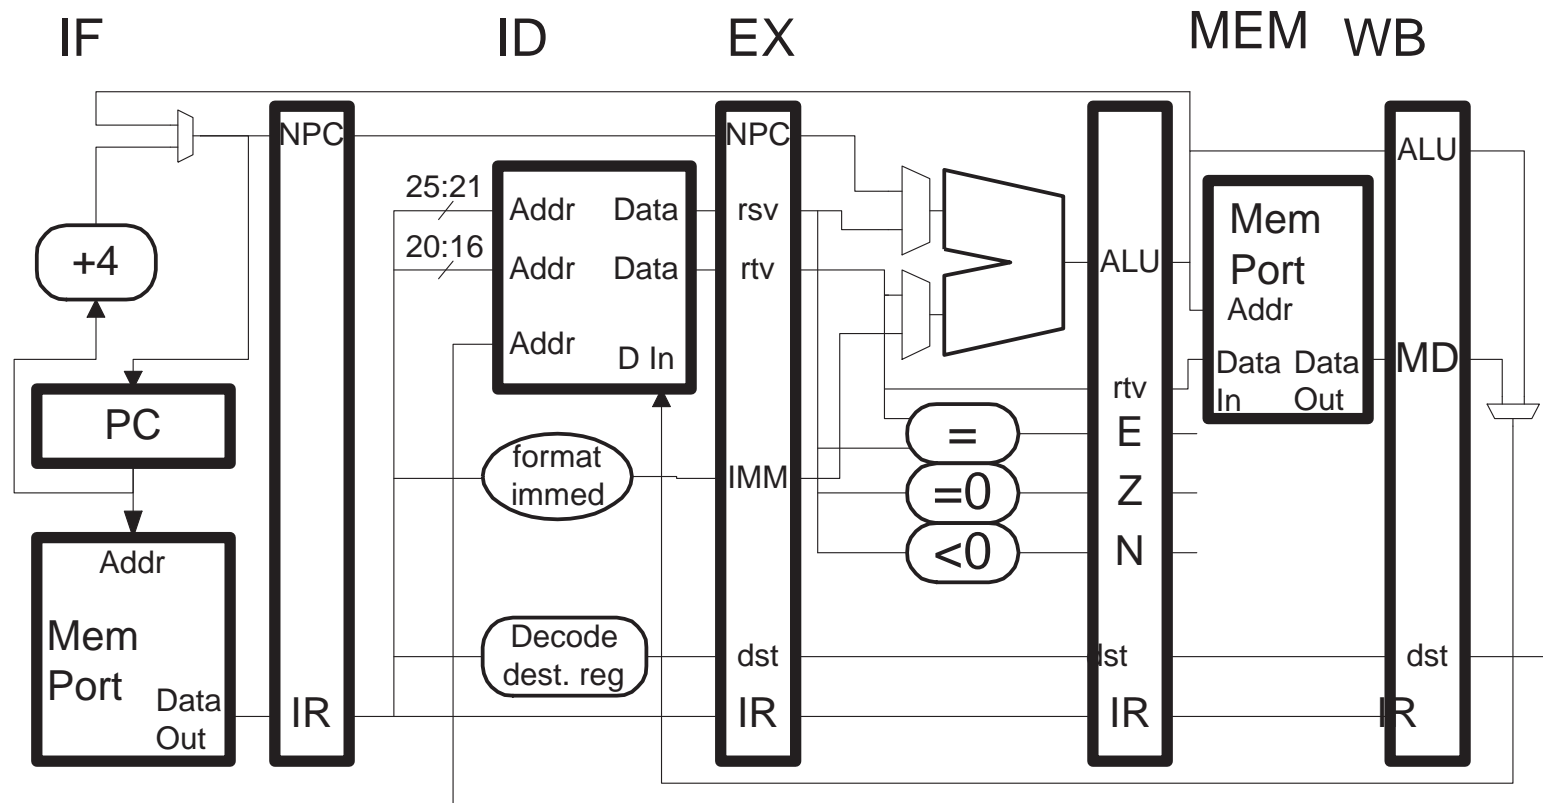 IF
ID
EX
MEM
WB
NPC
NPC
ALU
25:21
Addr
Data
rsv
20:16
Addr
Data
rtv
Addr
D In
+4
PC
Addr
Mem
Port
Data
Out
IR
format
immed
IMM
Decode
dest. reg
dst
IR
=
=0
<0
ALU
rtv
E
Z
N
dst
IR
Mem
Port
Addr
Data
In
Data
Out
MD
dst
IR